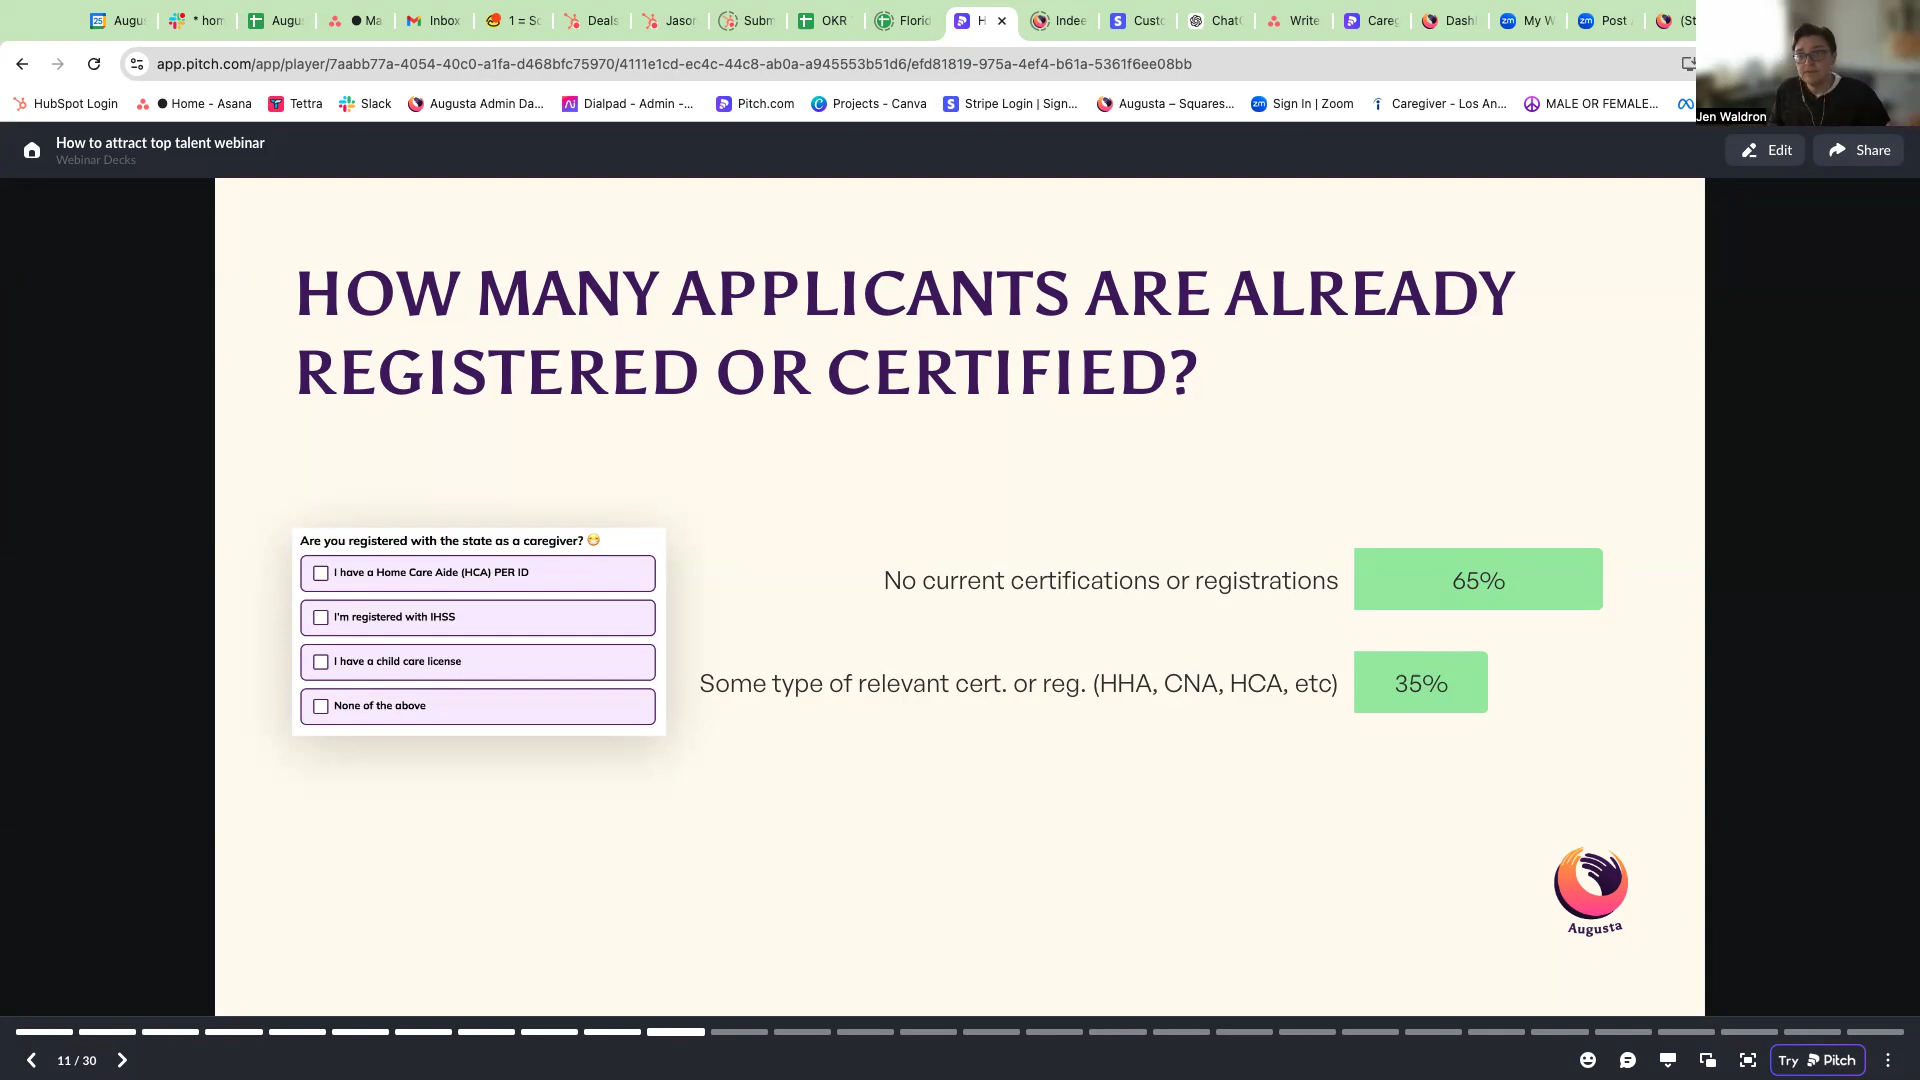 Augu
* hom
Augu
Ma
Inbox
1 = Sc
Deals
Jasor
Subm
OKR
Florid
H
Indee
Custo
Chat
Write
Careg
Dash
My W
Post
(St
app.pitch.com/app/player/7aabb77a-4054-40c0-a1fa-d468bfc75970/4111e1cd-ec4c-44c8-ab0a-a945553b51d6/efd81819-975a-4ef4-b61a-5361f6ee08bb
HubSpot Login
Home - Asana
Tettra
Slack
Augusta Admin Da...
Dialpad - Admin -...
Pitch.com
Projects - Canva
Stripe Login | Sign...
Augusta – Squares...
Sign In | Zoom
Caregiver - Los An...
MALE OR FEMALE...
Jen Waldron
How to attract top talent webinar
Webinar Decks
Edit
Share
HOW MANY APPLICANTS ARE ALREADY
REGISTERED OR CERTIFIED?
Are you registered with the state as a caregiver? 😁
I have a Home Care Aide (HCA) PER ID
I'm registered with IHSS
I have a child care license
None of the above
No current certifications or registrations 65%
Some type of relevant cert. or reg. (HHA, CNA, HCA, etc) 35%
Augusta
11 / 30
Try Pitch